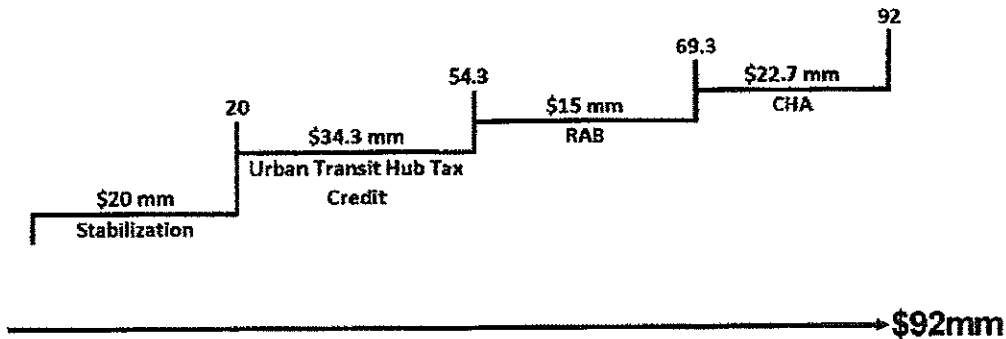 92
69.3
$22.7 mm
CHA
54.3
$15 mm
RAB
20
$34.3 mm
Urban Transit Hub Tax
Credit
$20 mm
Stabilization
$92mm